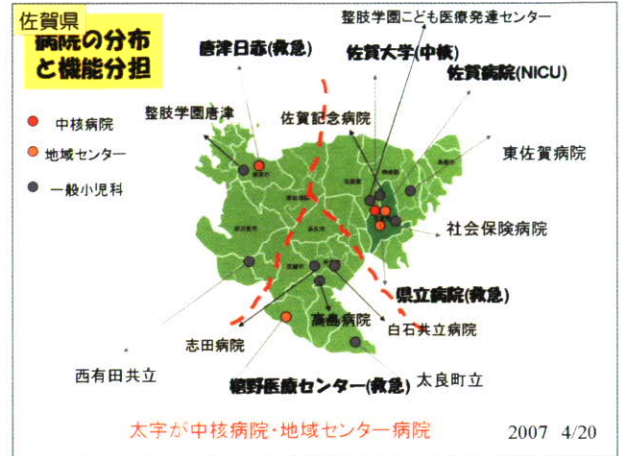 佐賀県
病院の分布
と機能分担
整肢学園こども医療発達センター
唐津日赤(救急)
佐賀大学(中核)
佐賀病院(NICU)
整肢学園唐津
佐賀記念病院
中核病院
地域センター
一般小児科
東佐賀病院
社会保険病院
県立病院(救急)
高島病院
白石共立病院
志田病院
西有田共立
嬉野医療センター(救急)
太良町立
太字が中核病院・地域センター病院
2007 4/20